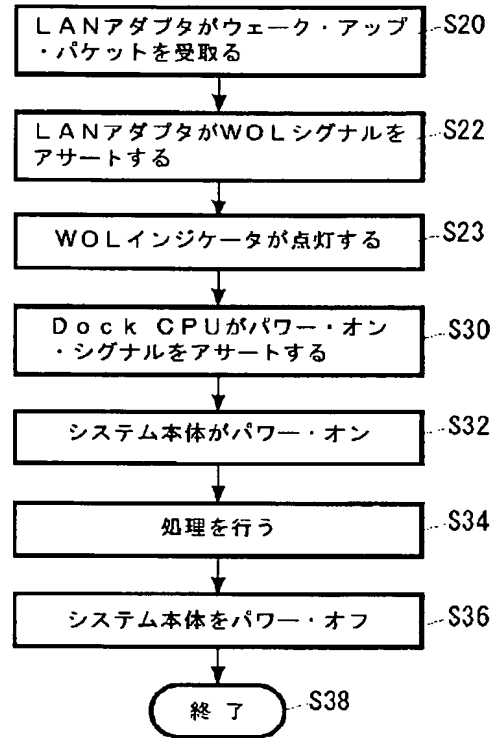 LANアダプタがウェーク・アップ S20
・パケットを受取る
LANアダプタがWOLシグナルを S22
アサートする
WOLインジケータが点灯する S23
Dock CPUがパワー・オン S30
・シグナルをアサートする
システム本体がパワー・オン S32
処理を行う S34
システム本体をパワー・オフ S36
終了 S38